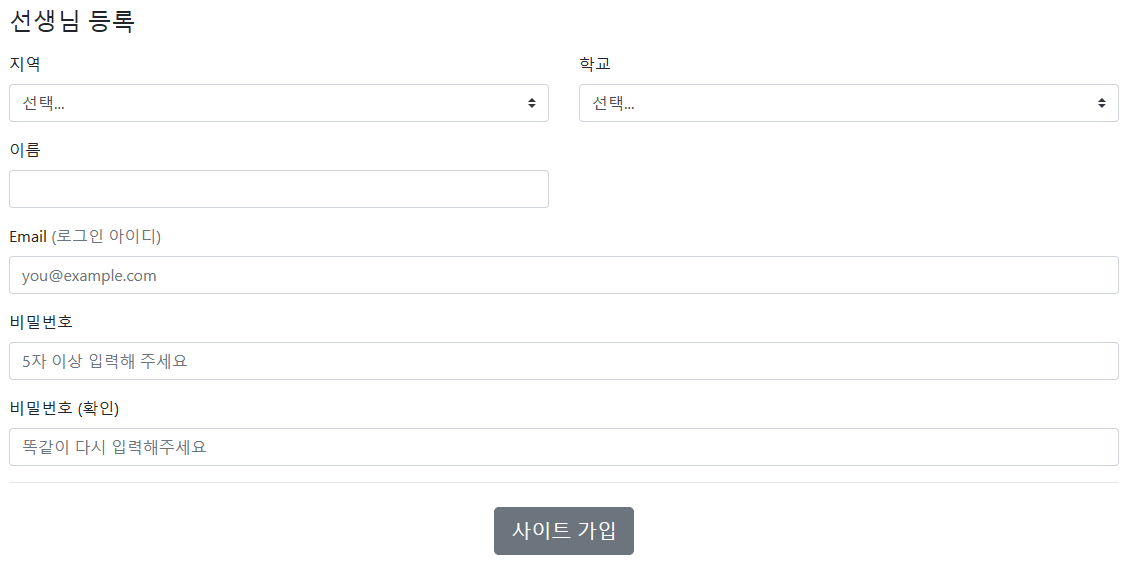 선생님 등록
지역
학교
선택...
선택...
이름
Email (로그인 아이디)
you@example.com
비밀번호
5자 이상 입력해 주세요
비밀번호 (확인)
똑같이 다시 입력해주세요
사이트 가입